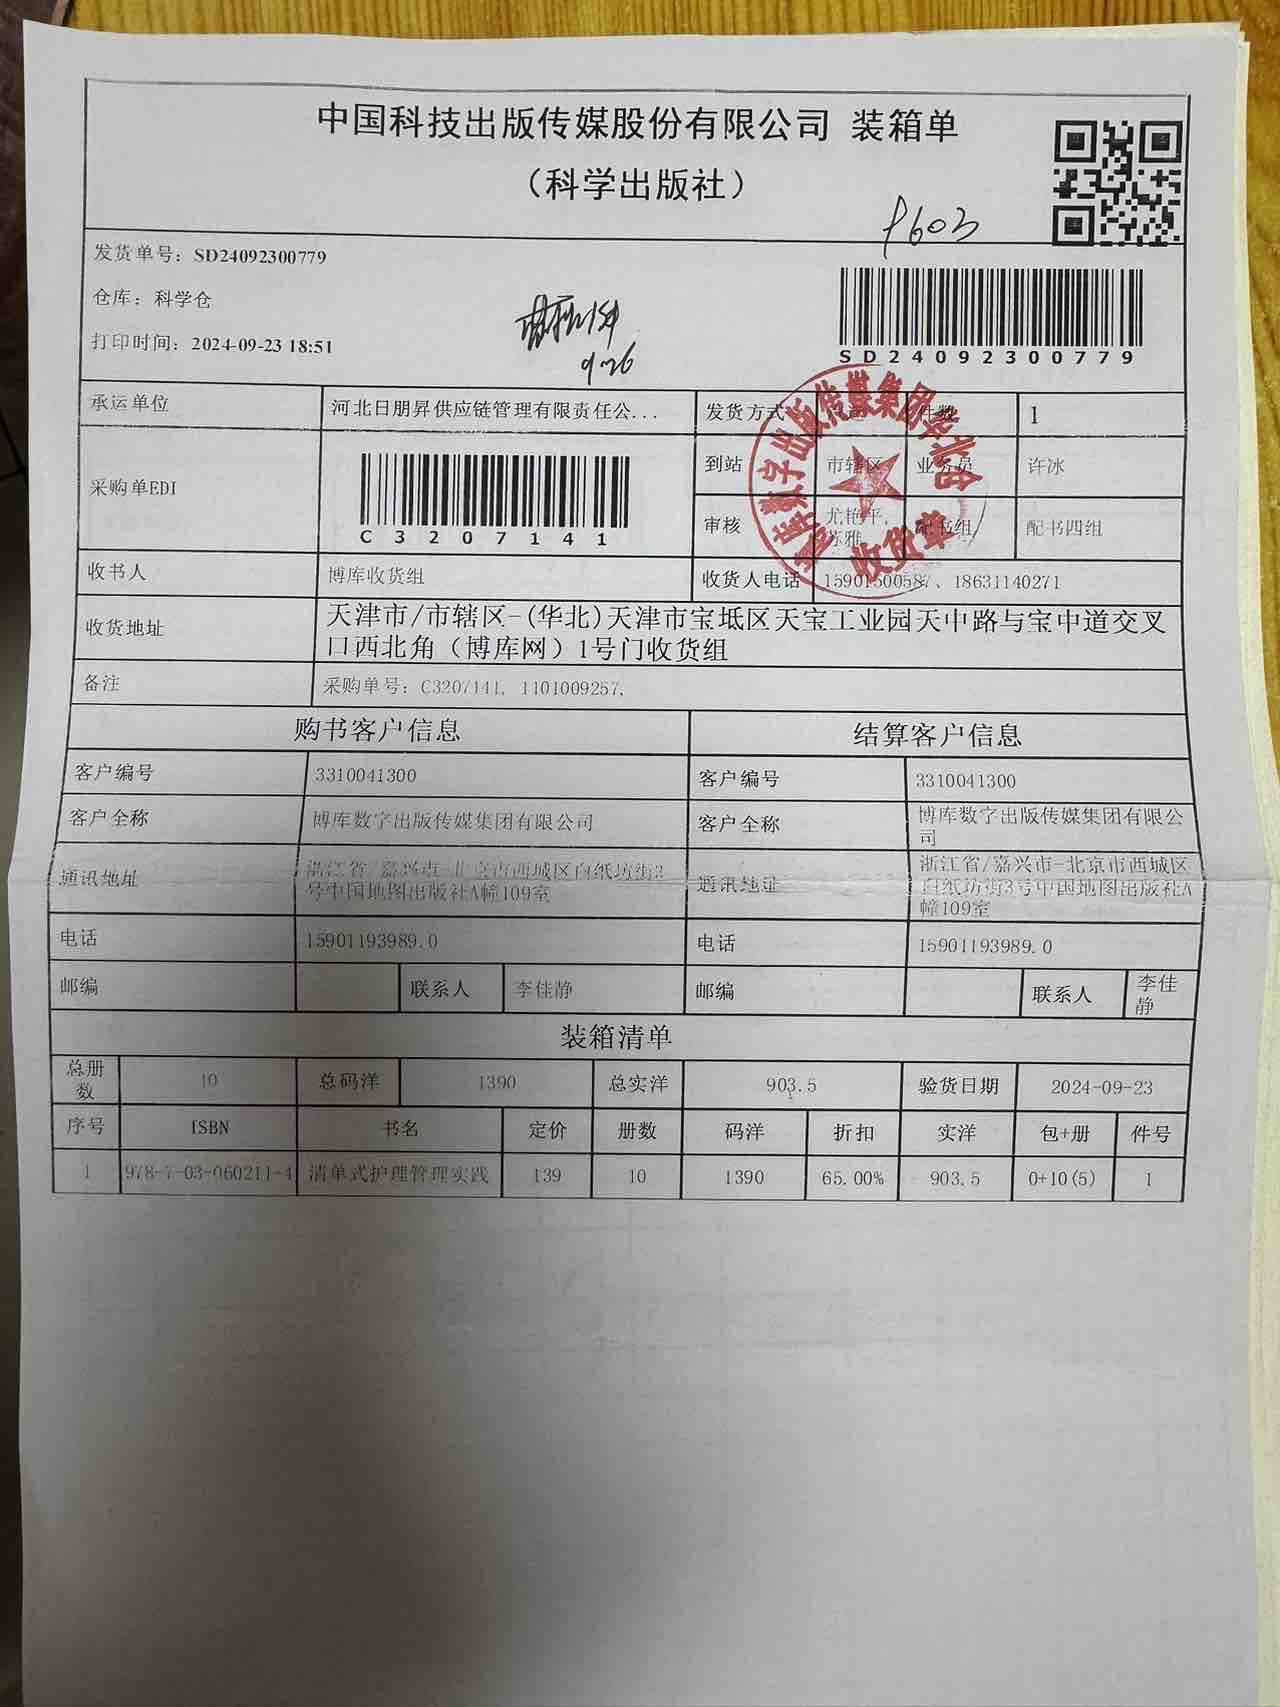 中国科技出版传媒股份有限公司 装箱单
（科学出版社）
P603
发货单号：SD24092300779
仓库：科学仓
打印时间：2024-09-23 18:51
9.26
SD24092300779
承运单位 河北日朋昇供应链管理有限责任公... 发货方式 件数 1
采购单EDI C3207141
到站 市辖区 业务员 许冰
审核 尤艳平, 苏雅 配书组 配书四组
收书人 博库收货组 收货人电话 15901500587、18631140271
收货地址 天津市/市辖区-(华北)天津市宝坻区天宝工业园天中路与宝中道交叉
口西北角（博库网）1号门收货组
备注 采购单号：C3207141, 1101009257,
博库数字出版传媒集团华北仓
收货章
购书客户信息 结算客户信息
客户编号 3310041300 客户编号 3310041300
客户全称 博库数字出版传媒集团有限公司 客户全称 博库数字出版传媒集团有限公司
通讯地址 浙江省/嘉兴市-北京市西城区白纸坊街3号中国地图出版社A幢109室 通讯地址 浙江省/嘉兴市-北京市西城区白纸坊街3号中国地图出版社A幢109室
电话 15901193989.0 电话 15901193989.0
邮编 联系人 李佳静 邮编 联系人 李佳静
装箱清单
总册数 10 总码洋 1390 总实洋 903.5 验货日期 2024-09-23
序号 ISBN 书名 定价 册数 码洋 折扣 实洋 包+册 件号
1 978-7-03-060211-4 清单式护理管理实践 139 10 1390 65.00% 903.5 0+10(5) 1